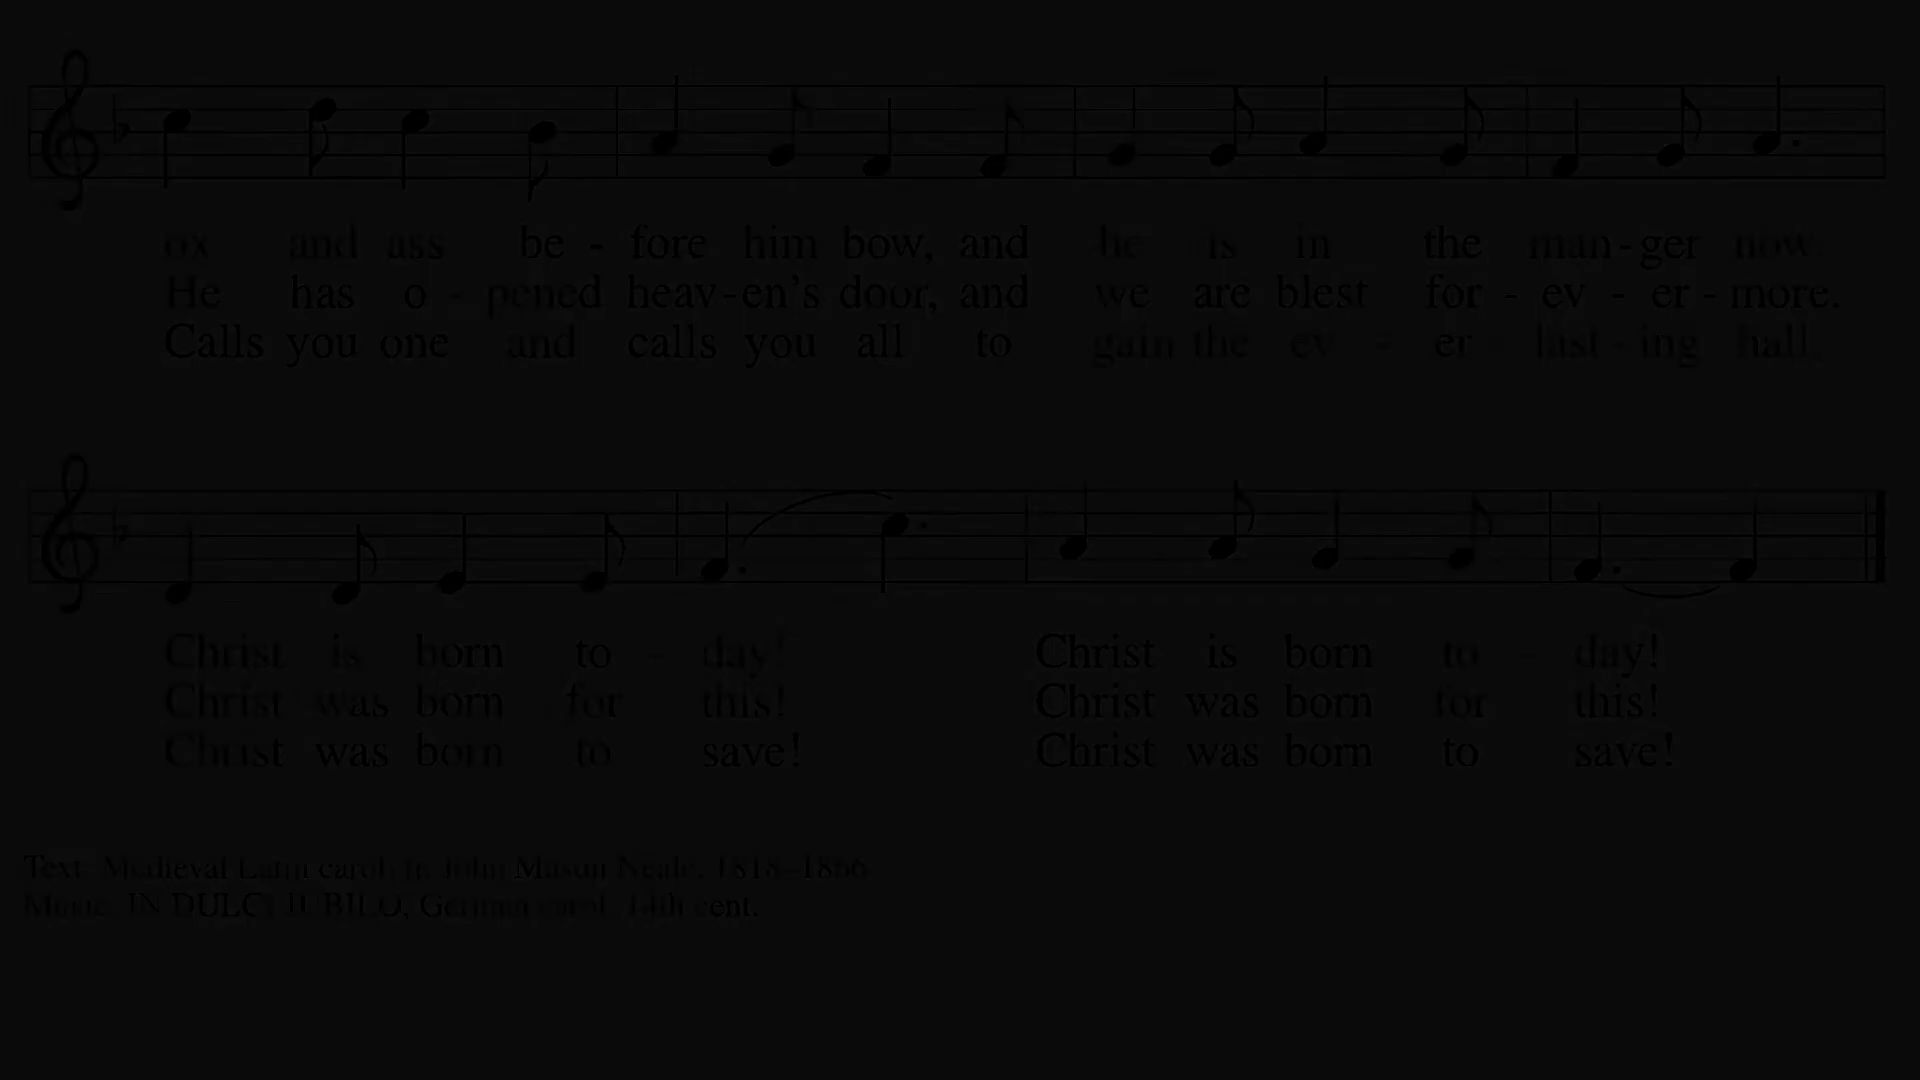 ox and ass be - fore him bow, and he is in the man - ger now.
He has o - pened heav - en's door, and we are blest for - ev - er - more.
Calls you one and calls you all to gain the ev - er - last - ing hall.
Christ is born to - day! Christ is born to - day!
Christ was born for this! Christ was born for this!
Christ was born to save! Christ was born to save!
Text: Medieval Latin carol; tr. John Mason Neale, 1818–1866
Music: IN DULCI JUBILO, German carol, 14th cent.